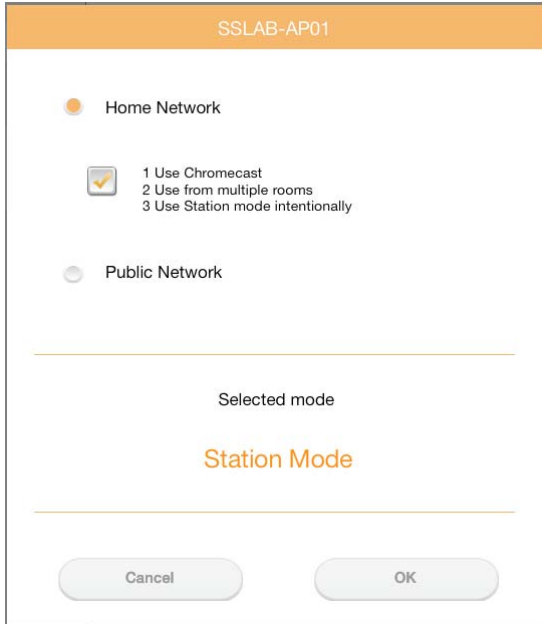 SSLAB-AP01
Home Network
1 Use Chromecast
2 Use from multiple rooms
3 Use Station mode intentionally
Public Network
Selected mode
Station Mode
Cancel
OK